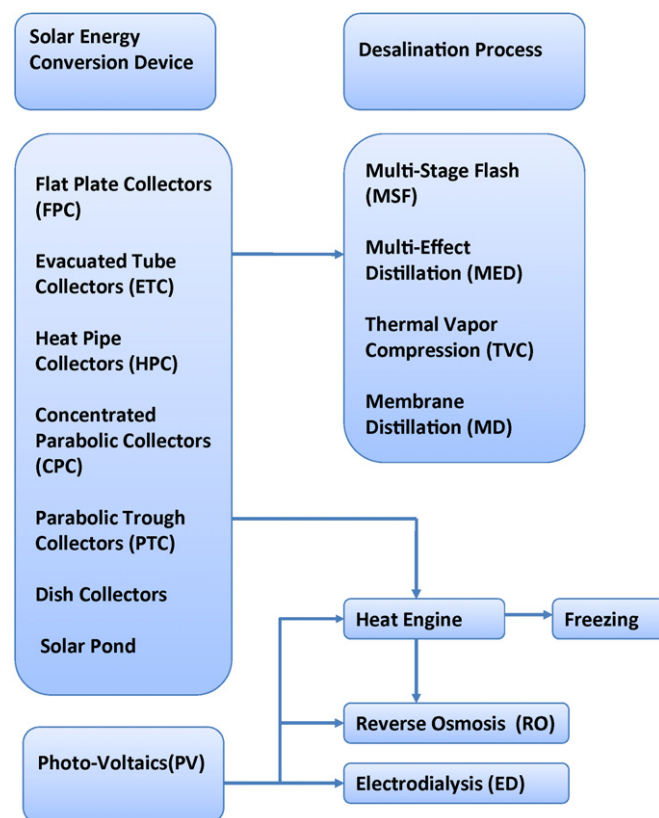 Solar Energy
Conversion Device
Desalination Process
Flat Plate Collectors
(FPC)
Evacuated Tube
Collectors (ETC)
Heat Pipe
Collectors (HPC)
Concentrated
Parabolic Collectors
(CPC)
Parabolic Trough
Collectors (PTC)
Dish Collectors
Solar Pond
Multi-Stage Flash
(MSF)
Multi-Effect
Distillation (MED)
Thermal Vapor
Compression (TVC)
Membrane
Distillation (MD)
Heat Engine
Freezing
Reverse Osmosis (RO)
Photo-Voltaics(PV)
Electrodialysis (ED)